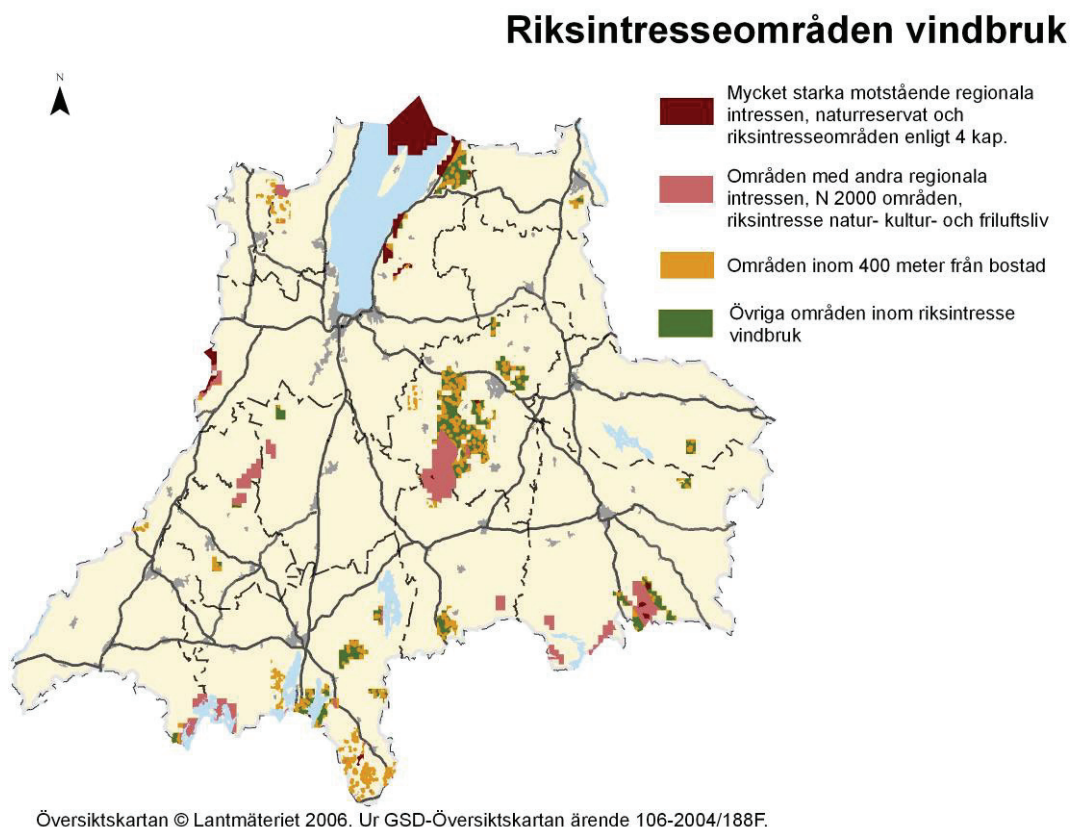 Riksintresseområden vindbruk
N
Mycket starka motstående regionala
intressen, naturreservat och
riksintresseområden enligt 4 kap.
Områden med andra regionala
intressen, N 2000 områden,
riksintresse natur- kultur- och friluftsliv
Områden inom 400 meter från bostad
Övriga områden inom riksintresse
vindbruk
Översiktskartan © Lantmäteriet 2006. Ur GSD-Översiktskartan ärende 106-2004/188F.